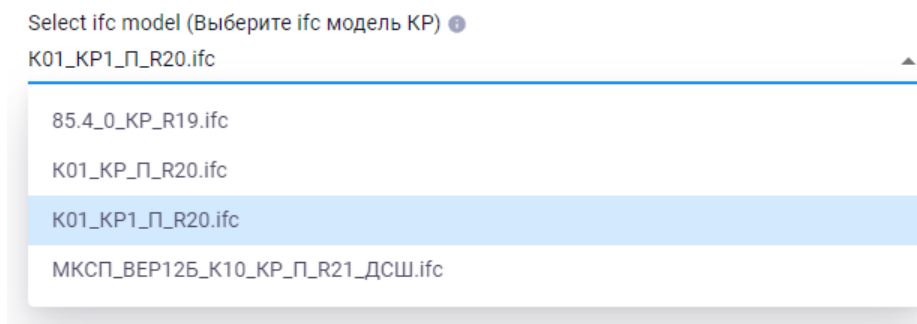 Select ifc model (Выберите ifc модель КР)
К01_КР1_П_R20.ifc
85.4_0_КР_R19.ifc
К01_КР_П_R20.ifc
К01_КР1_П_R20.ifc
МКСП_ВЕР12Б_К10_КР_П_R21_ДСШ.ifc